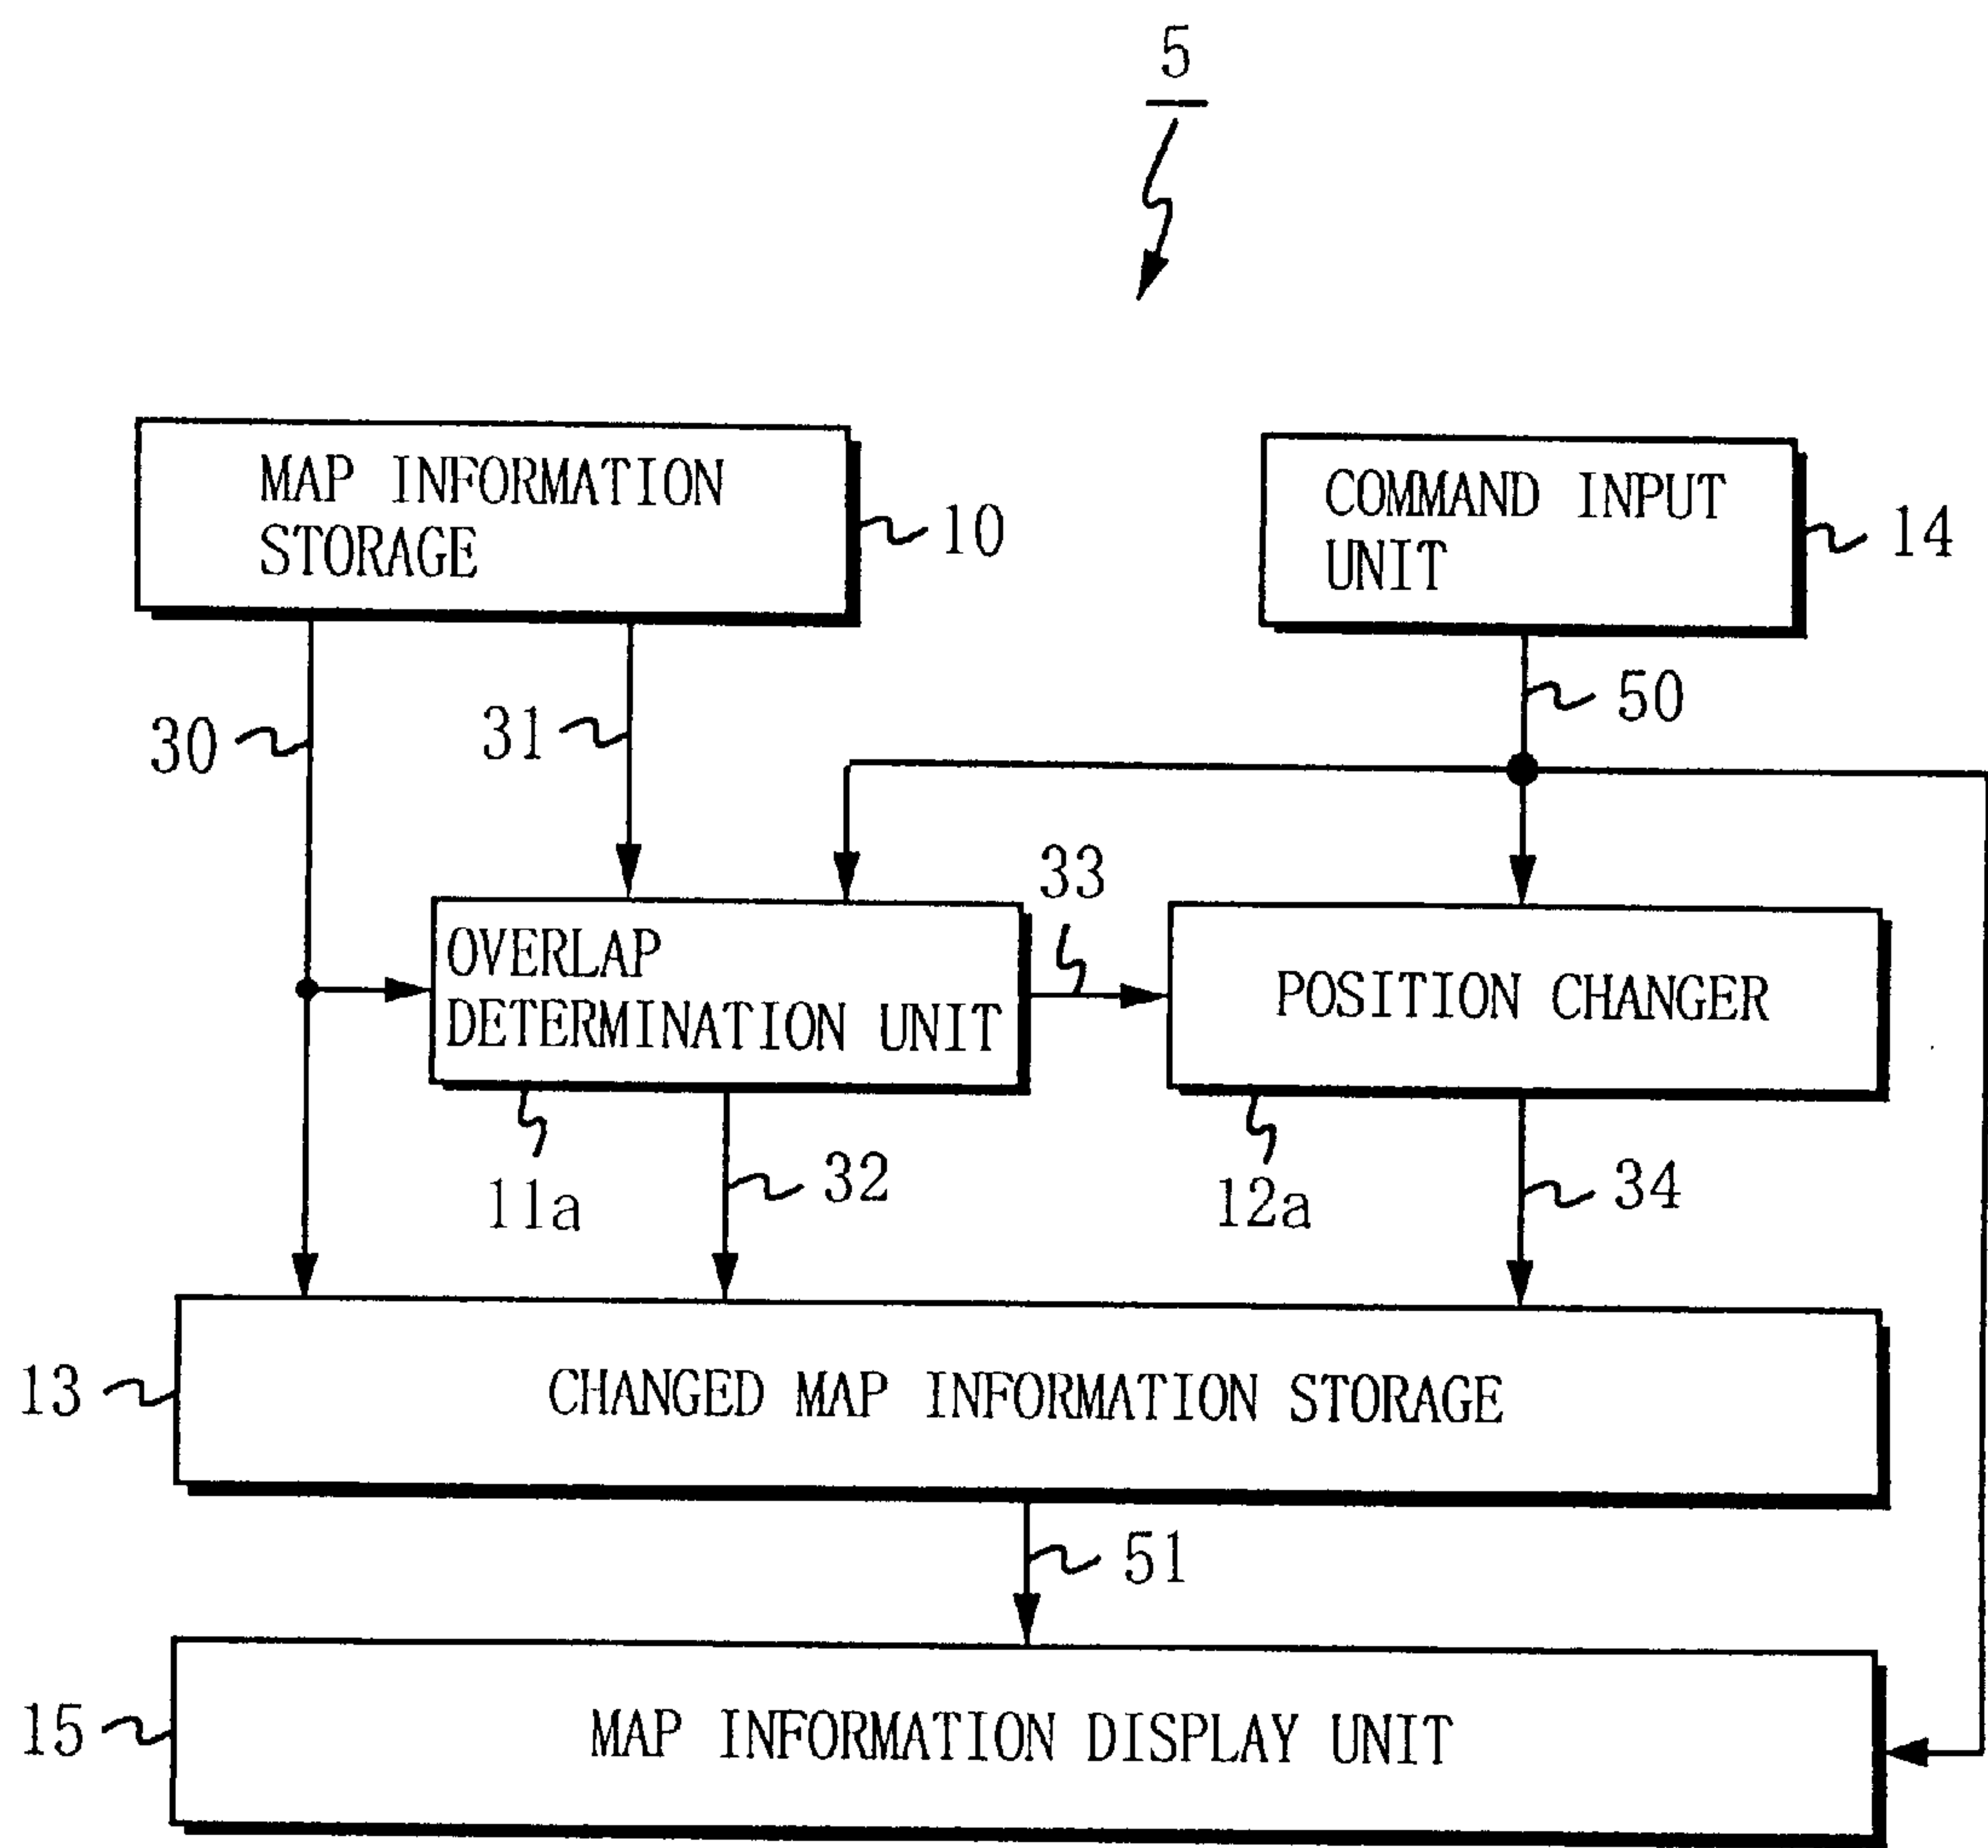 5
MAP INFORMATION
STORAGE
10
COMMAND INPUT
UNIT
14
30
31
50
33
OVERLAP
DETERMINATION UNIT
POSITION CHANGER
11a
32
12a
34
13
CHANGED MAP INFORMATION STORAGE
51
15
MAP INFORMATION DISPLAY UNIT